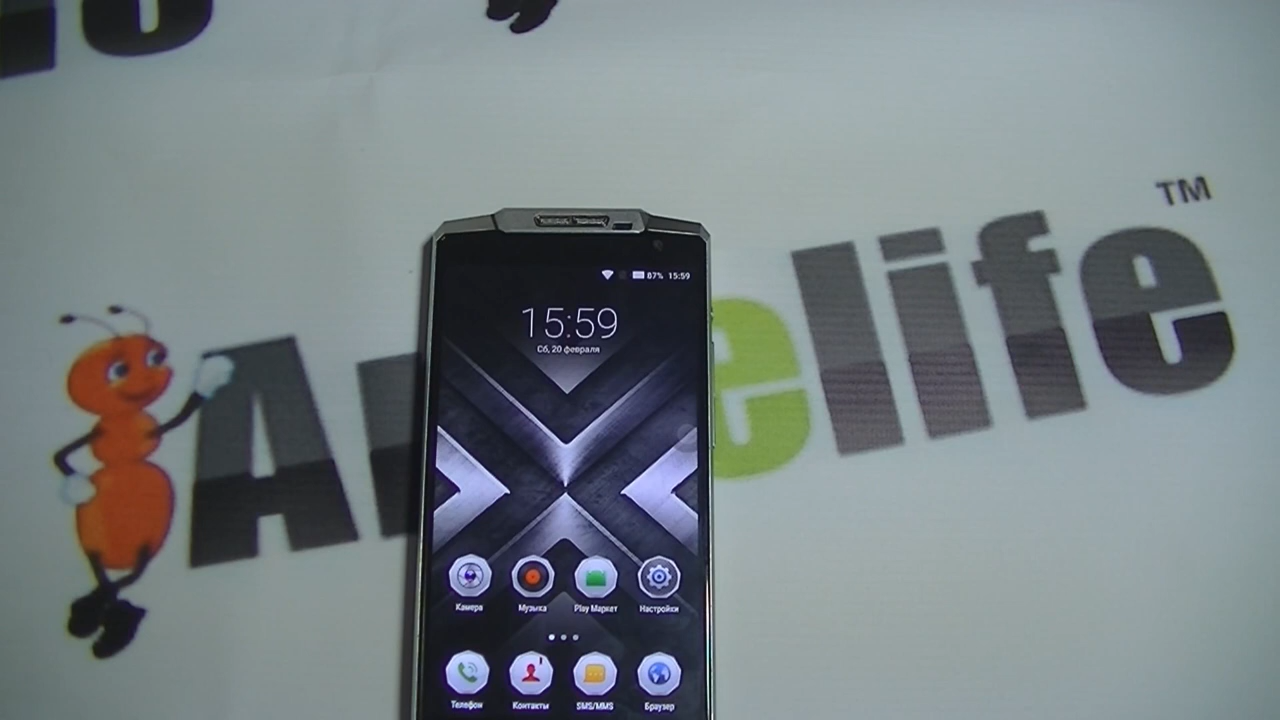 TM
A
elife
87% 15:59
15:59
Сб, 20 февраля
Камера Музыка Play Маркет Настройки
Телефон Контакты SMS/MMS Браузер